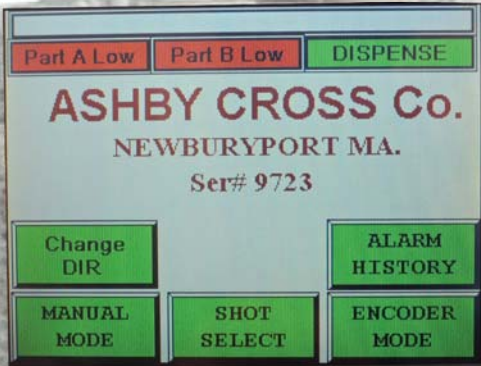 Part A Low Part B Low DISPENSE
ASHBY CROSS Co.
NEWBURYPORT MA.
Ser# 9723
Change
DIR
ALARM
HISTORY
MANUAL
MODE
SHOT
SELECT
ENCODER
MODE